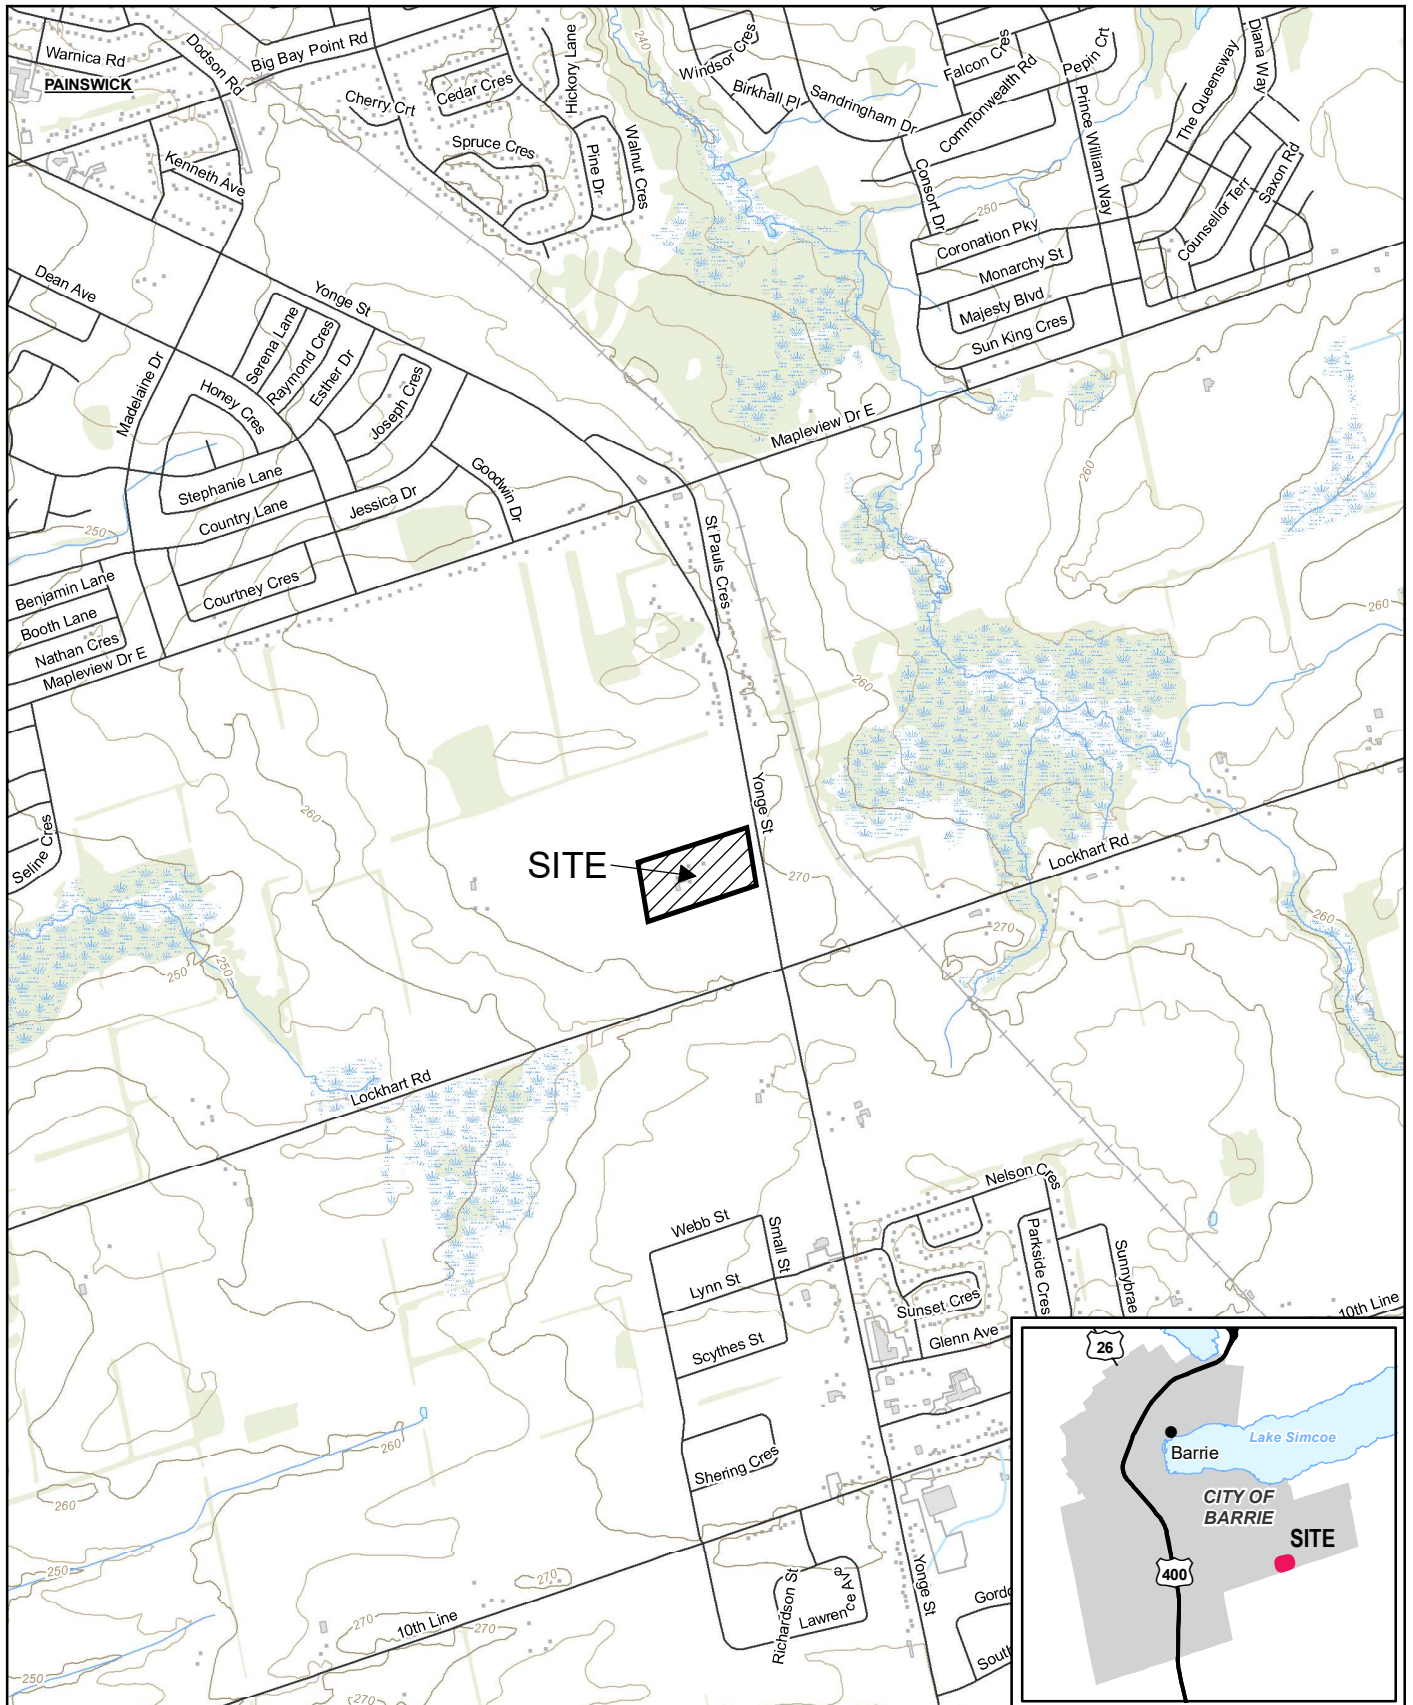 Warnica Rd
PAINSWICK
Dodson Rd
Big Bay Point Rd
Cherry Crt
Cedar Cres
Hickory Lane
240
Windsor Cres
Birkhall Pl
Sandringham Dr
Falcon Cres
Commonwealth Rd
Pepin Crt
Prince William Way
The Queensway
Diana Way
Kenneth Ave
Spruce Cres
Pine Dr
Walnut Cres
Consort Dr
250
Coronation Pky
Monarchy St
Majesty Blvd
Sun King Cres
Counsellor Terr
Saxon Rd
Dean Ave
Yonge St
Madelaine Dr
Serena Lane
Raymond Cres
Esther Dr
Honey Cres
Joseph Cres
Mapleview Dr E
Stephanie Lane
Country Lane
Jessica Dr
Goodwin Dr
260
250
St Pauls Cres
Benjamin Lane
Booth Lane
Nathan Cres
Mapleview Dr E
Courtney Cres
260
260
260
Yonge St
Seline Cres
SITE
270
Lockhart Rd
260
270
250
250
Lockhart Rd
Nelson Cres
Webb St
Small St
Lynn St
Scythes St
Parkside Cres
Sunnybrae
Sunset Cres
Glenn Ave
10th Line
Shering Cres
260
260
250
270
Yonge St
Richardson St
Lawrence Ave
10th Line
270
270
250
270
Gordo
South
26
Barrie
Lake Simcoe
CITY OF
BARRIE
SITE
400